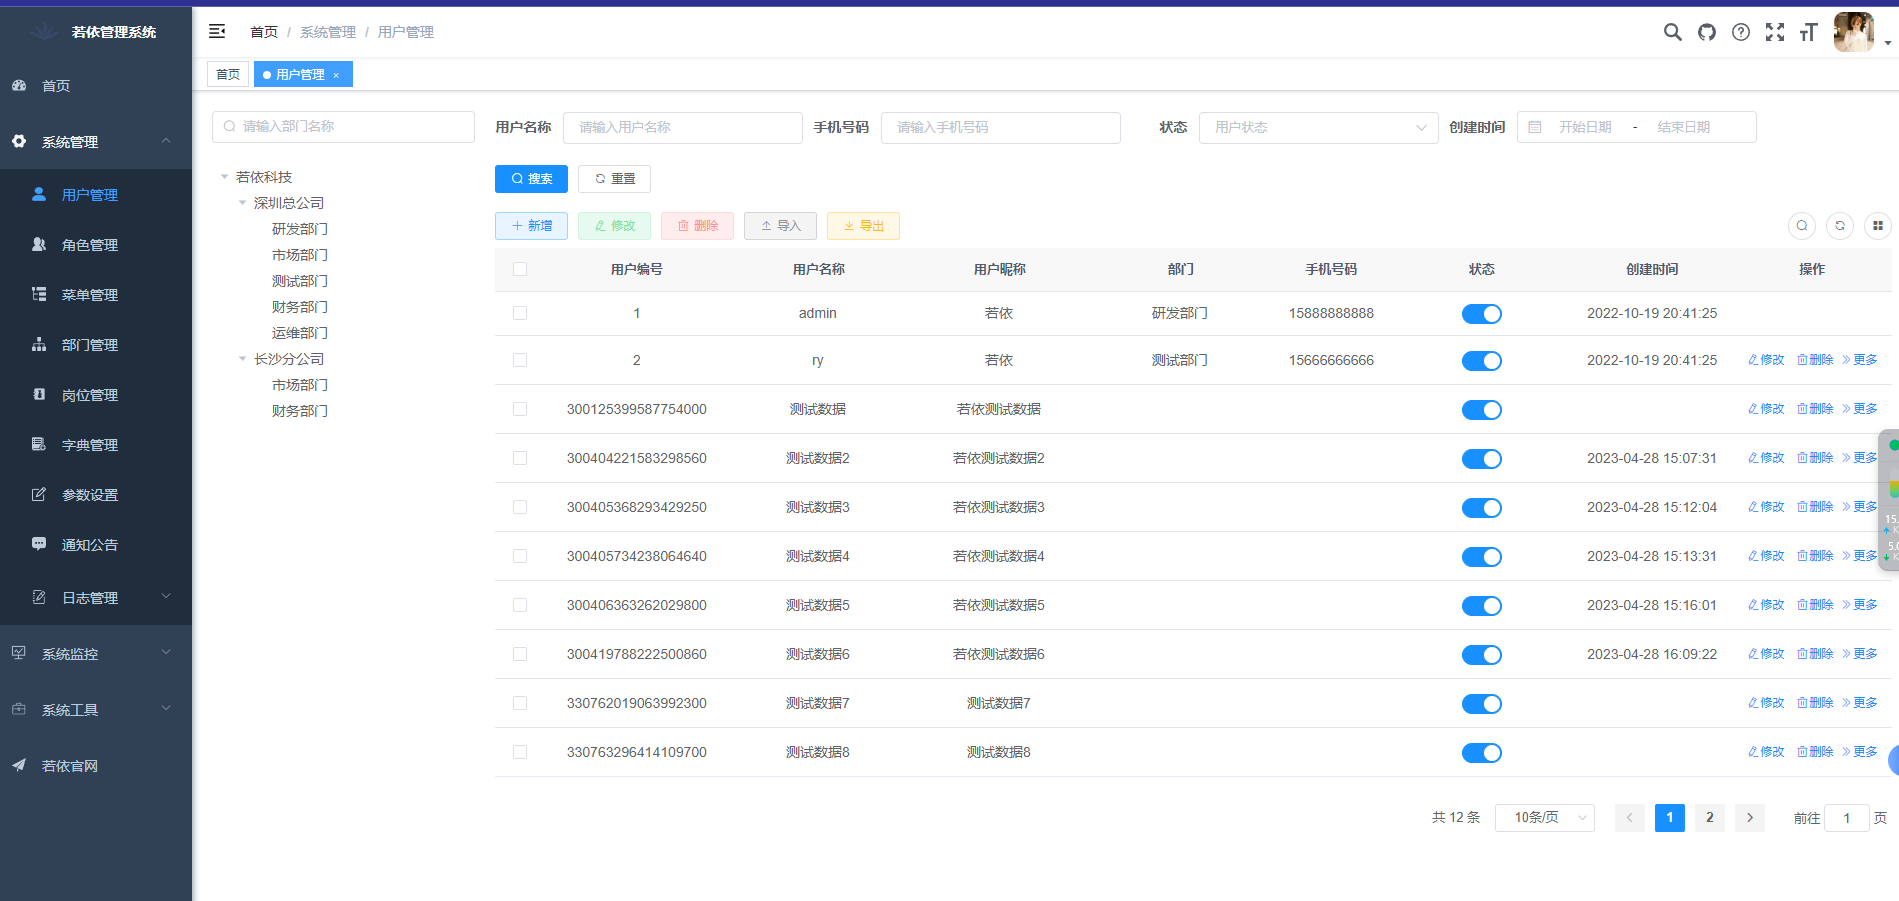 若依管理系统
首页
系统管理
用户管理
角色管理
菜单管理
部门管理
岗位管理
字典管理
参数设置
通知公告
日志管理
系统监控
系统工具
若依官网
首页 / 系统管理 / 用户管理
首页 用户管理 ×
请输入部门名称
若依科技
深圳总公司
研发部门
市场部门
测试部门
财务部门
运维部门
长沙分公司
市场部门
财务部门
用户名称 请输入用户名称 手机号码 请输入手机号码 状态 用户状态 创建时间 开始日期 - 结束日期
搜索 重置
新增 修改 删除 导入 导出
用户编号 用户名称 用户昵称 部门 手机号码 状态 创建时间 操作
1 admin 若依 研发部门 15888888888 2022-10-19 20:41:25
2 ry 若依 测试部门 15666666666 2022-10-19 20:41:25 修改 删除 更多
300125399587754000 测试数据 若依测试数据 修改 删除 更多
300404221583298560 测试数据2 若依测试数据2 2023-04-28 15:07:31 修改 删除 更多
300405368293429250 测试数据3 若依测试数据3 2023-04-28 15:12:04 修改 删除 更多
300405734238064640 测试数据4 若依测试数据4 2023-04-28 15:13:31 修改 删除 更多
300406363262029800 测试数据5 若依测试数据5 2023-04-28 15:16:01 修改 删除 更多
300419788222500860 测试数据6 若依测试数据6 2023-04-28 16:09:22 修改 删除 更多
330762019063992300 测试数据7 测试数据7 修改 删除 更多
330763296414109700 测试数据8 测试数据8 修改 删除 更多
共 12 条 10条/页 1 2 前往 1 页